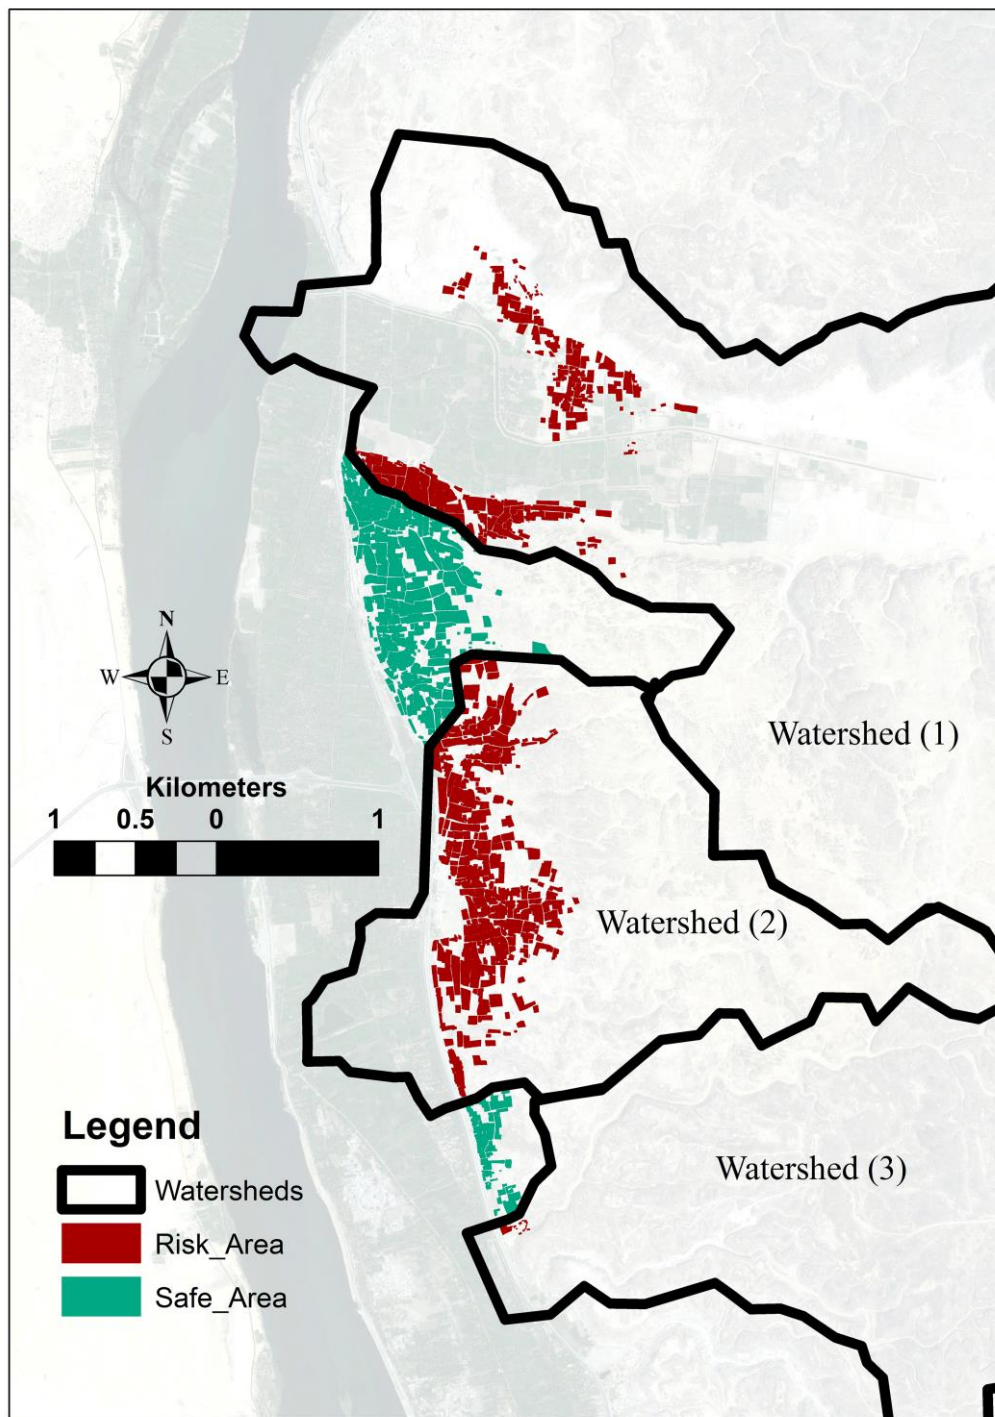 N
W E
S
Kilometers
1 0.5 0 1
Watershed (1)
Watershed (2)
Watershed (3)
Legend
Watersheds
Risk_Area
Safe_Area